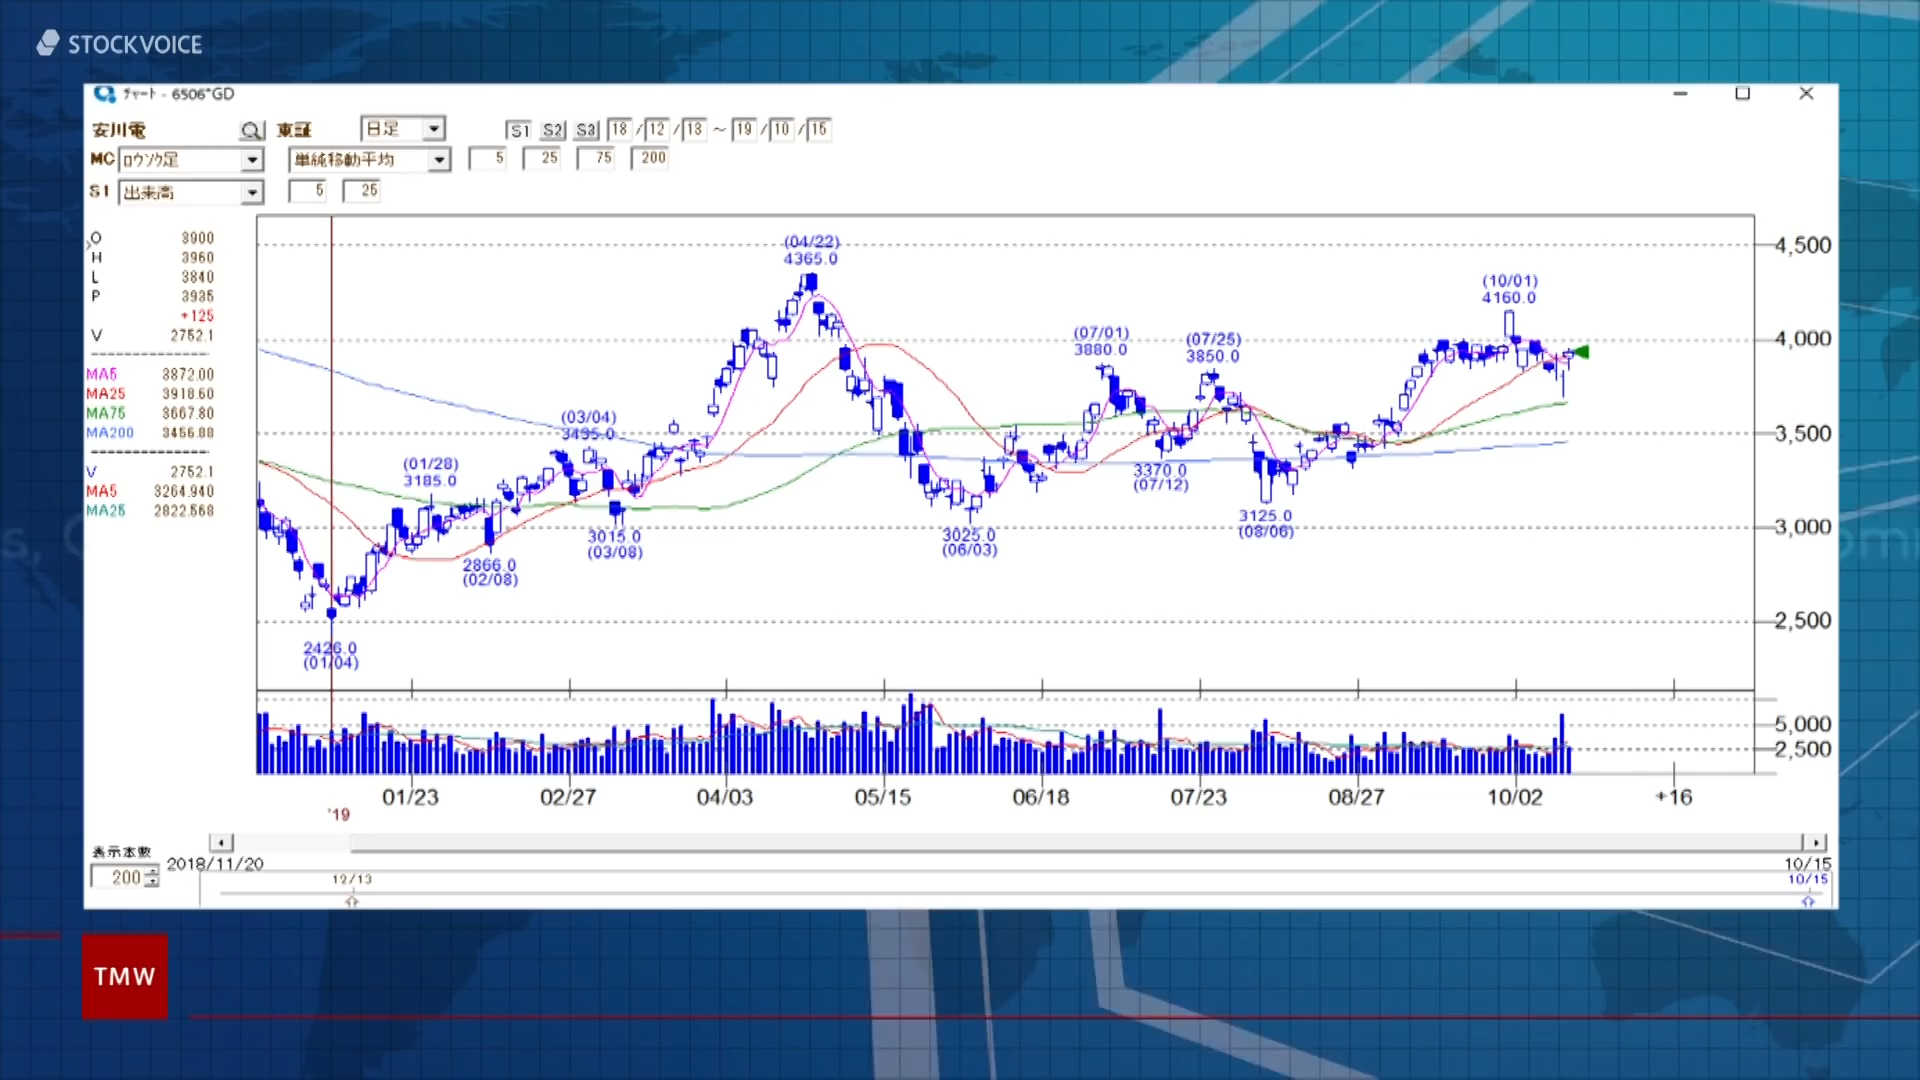 STOCKVOICE
チャート - 6506*GD
安川電 東証 日足 S1 S2 S3 18 /12 /13 ～ 19 /10 /15
MC ロウソク足 単純移動平均 5 25 75 200
S1 出来高 5 25
O 3900
H 3960
L 3840
P 3935
+125
V 2752.1
MA5 3872.00
MA25 3918.60
MA75 3667.80
MA200 3456.88
V 2752.1
MA5 3264.940
MA25 2822.568
(04/22)
4365.0
(10/01)
4160.0
(07/01)
3880.0
(07/25)
3850.0
(03/04)
3435.0
(01/28)
3185.0
3370.0
(07/12)
3125.0
(08/06)
3015.0
(03/08)
3025.0
(06/03)
2866.0
(02/08)
2426.0
(01/04)
4,500
4,000
3,500
3,000
2,500
5,000
2,500
01/23 02/27 04/03 05/15 06/18 07/23 08/27 10/02 +16
'19
表示本数
200
2018/11/20 10/15
12/13 10/15
TMW